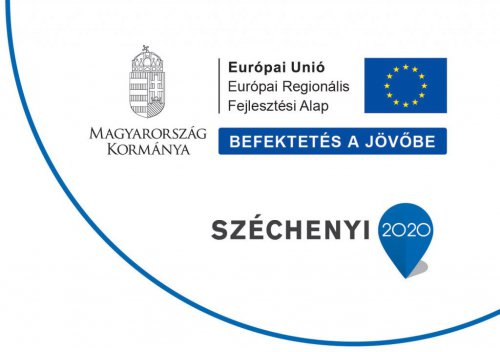 MAGYARORSZÁG
KORMÁNYA
Európai Unió
Európai Regionális
Fejlesztési Alap
BEFEKTETÉS A JÖVŐBE
SZÉCHENYI 2020